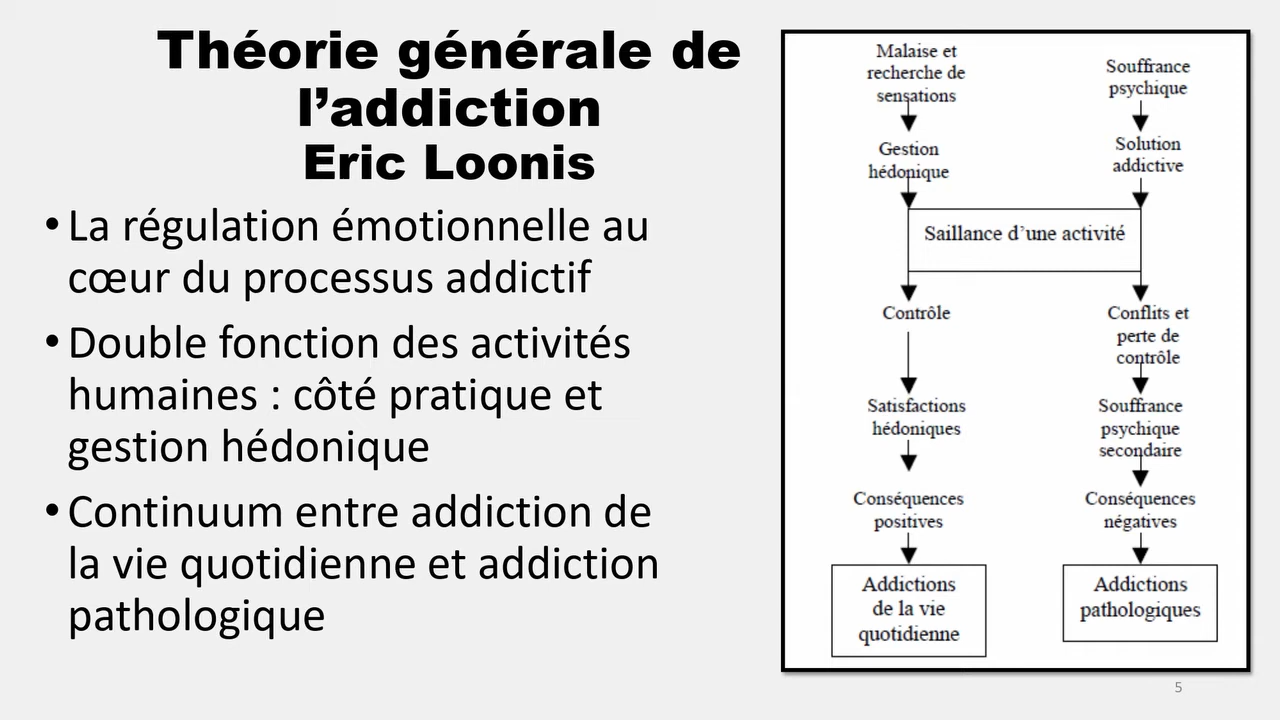 Théorie générale de
l’addiction
Eric Loonis
• La régulation émotionnelle au
cœur du processus addictif
• Double fonction des activités
humaines : côté pratique et
gestion hédonique
• Continuum entre addiction de
la vie quotidienne et addiction
pathologique
Malaise et
recherche de
sensations
Gestion
hédonique
Souffrance
psychique
Solution
addictive
Saillance d’une activité
Contrôle
Satisfactions
hédoniques
Conséquences
positives
Addictions
de la vie
quotidienne
Conflits et
perte de
contrôle
Souffrance
psychique
secondaire
Conséquences
négatives
Addictions
pathologiques
5